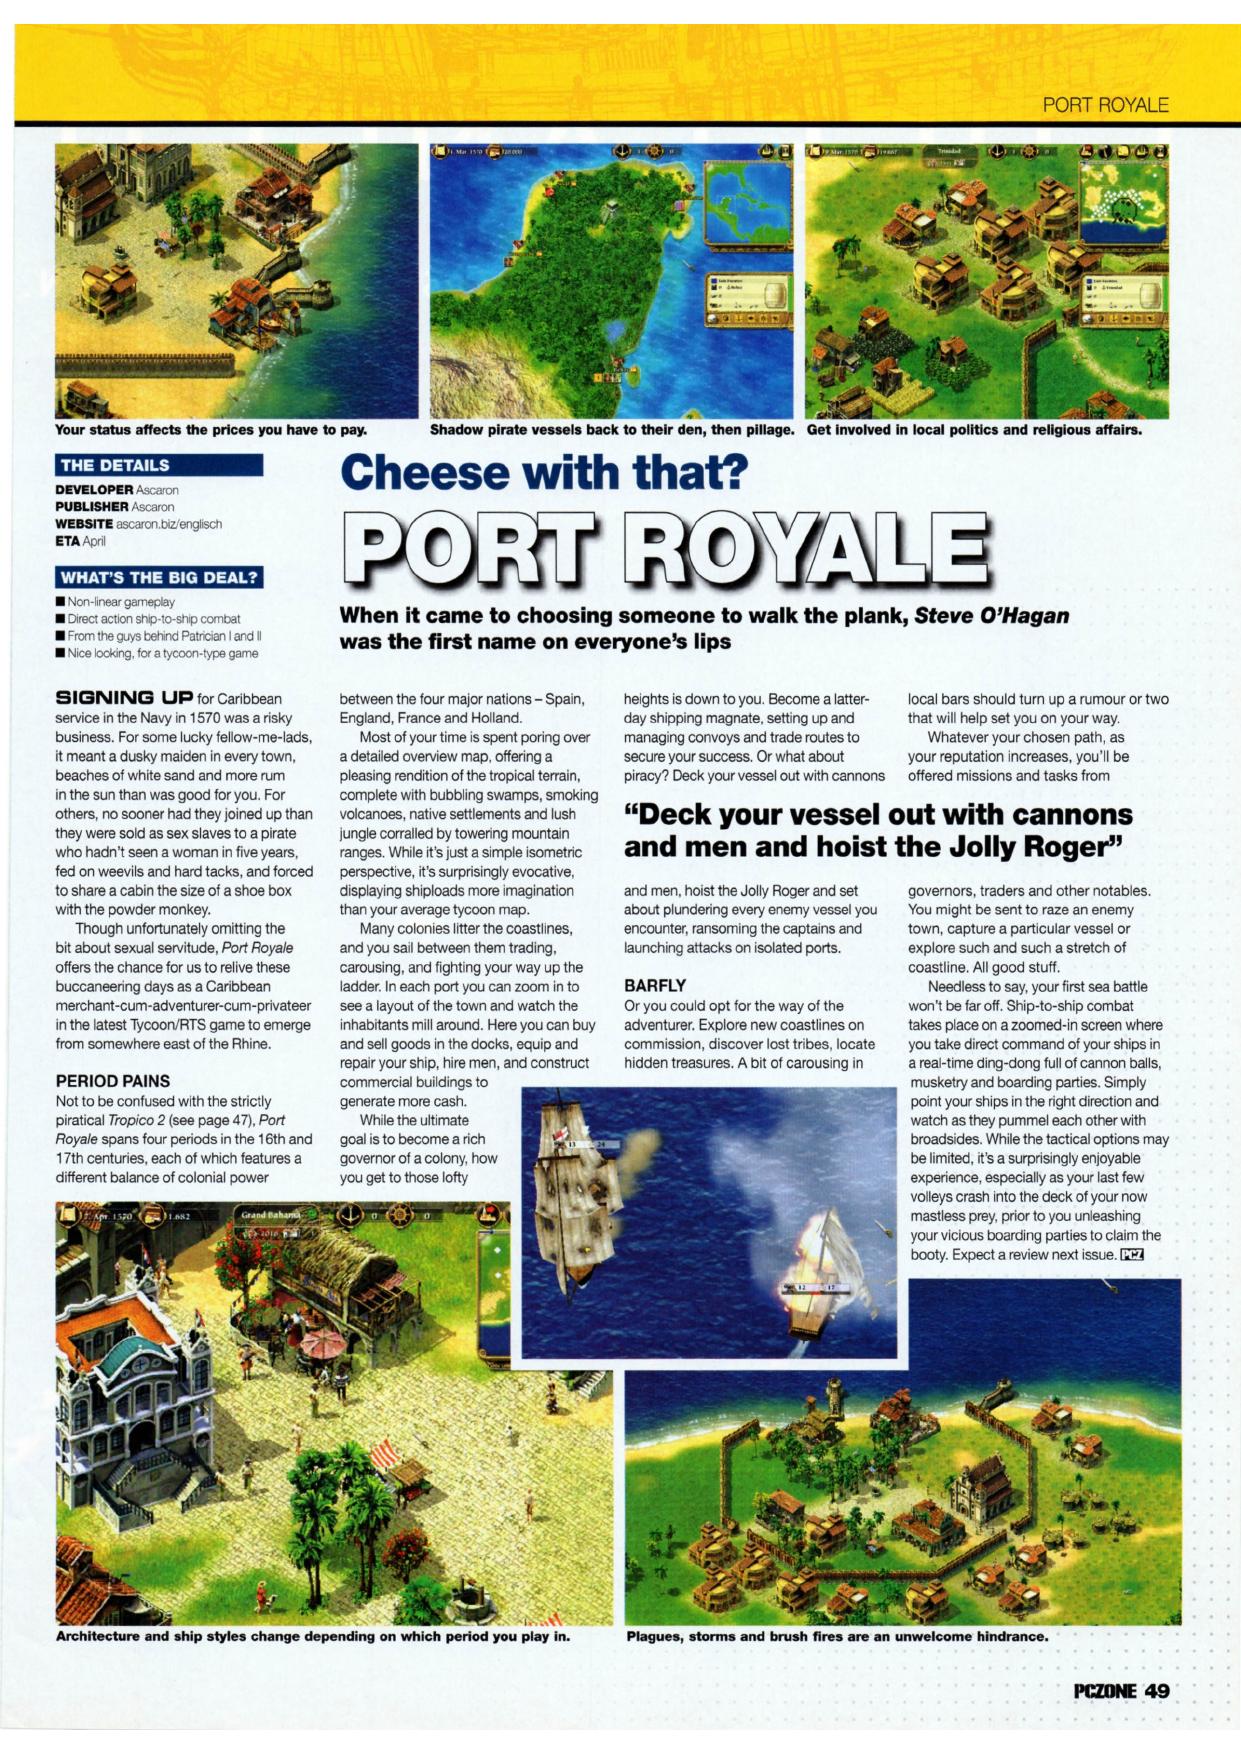 PORT ROYALE
1. Mar. 1570
20.000
9. Mar. 1570
19.667
Trinidad
Your status affects the prices you have to pay.
Shadow pirate vessels back to their den, then pillage.
Get involved in local politics and religious affairs.
THE DETAILS
DEVELOPER Ascaron
PUBLISHER Ascaron
WEBSITE ascaron.biz/englisch
ETA April
WHAT'S THE BIG DEAL?
■ Non-linear gameplay
■ Direct action ship-to-ship combat
■ From the guys behind Patrician I and II
■ Nice looking, for a tycoon-type game
Cheese with that?
PORT ROYALE
When it came to choosing someone to walk the plank, Steve O'Hagan
was the first name on everyone's lips
SIGNING UP for Caribbean
service in the Navy in 1570 was a risky
business. For some lucky fellow-me-lads,
it meant a dusky maiden in every town,
beaches of white sand and more rum
in the sun than was good for you. For
others, no sooner had they joined up than
they were sold as sex slaves to a pirate
who hadn't seen a woman in five years,
fed on weevils and hard tacks, and forced
to share a cabin the size of a shoe box
with the powder monkey.
Though unfortunately omitting the
bit about sexual servitude, Port Royale
offers the chance for us to relive these
buccaneering days as a Caribbean
merchant-cum-adventurer-cum-privateer
in the latest Tycoon/RTS game to emerge
from somewhere east of the Rhine.
PERIOD PAINS
Not to be confused with the strictly
piratical Tropico 2 (see page 47), Port
Royale spans four periods in the 16th and
17th centuries, each of which features a
different balance of colonial power
between the four major nations – Spain,
England, France and Holland.
Most of your time is spent poring over
a detailed overview map, offering a
pleasing rendition of the tropical terrain,
complete with bubbling swamps, smoking
volcanoes, native settlements and lush
jungle corralled by towering mountain
ranges. While it's just a simple isometric
perspective, it's surprisingly evocative,
displaying shiploads more imagination
than your average tycoon map.
Many colonies litter the coastlines,
and you sail between them trading,
carousing, and fighting your way up the
ladder. In each port you can zoom in to
see a layout of the town and watch the
inhabitants mill around. Here you can buy
and sell goods in the docks, equip and
repair your ship, hire men, and construct
commercial buildings to
generate more cash.
While the ultimate
goal is to become a rich
governor of a colony, how
you get to those lofty
heights is down to you. Become a latter-
day shipping magnate, setting up and
managing convoys and trade routes to
secure your success. Or what about
piracy? Deck your vessel out with cannons
"Deck your vessel out with cannons
and men and hoist the Jolly Roger"
and men, hoist the Jolly Roger and set
about plundering every enemy vessel you
encounter, ransoming the captains and
launching attacks on isolated ports.
BARFLY
Or you could opt for the way of the
adventurer. Explore new coastlines on
commission, discover lost tribes, locate
hidden treasures. A bit of carousing in
local bars should turn up a rumour or two
that will help set you on your way.
Whatever your chosen path, as
your reputation increases, you'll be
offered missions and tasks from
governors, traders and other notables.
You might be sent to raze an enemy
town, capture a particular vessel or
explore such and such a stretch of
coastline. All good stuff.
Needless to say, your first sea battle
won't be far off. Ship-to-ship combat
takes place on a zoomed-in screen where
you take direct command of your ships in
a real-time ding-dong full of cannon balls,
musketry and boarding parties. Simply
point your ships in the right direction and
watch as they pummel each other with
broadsides. While the tactical options may
be limited, it's a surprisingly enjoyable
experience, especially as your last few
volleys crash into the deck of your now
mastless prey, prior to you unleashing
your vicious boarding parties to claim the
booty. Expect a review next issue. PCZ
Apr. 1570
1.682
Grand Bahama
2016
0
0
13 24
12 17
Architecture and ship styles change depending on which period you play in.
Plagues, storms and brush fires are an unwelcome hindrance.
PCZONE 49